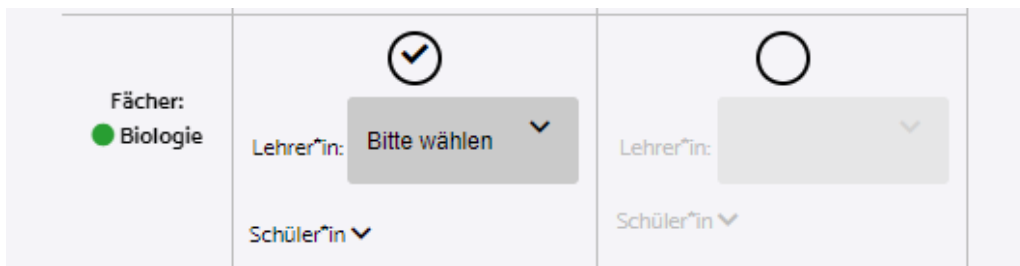 Fächer:
Biologie
Lehrer*in:
Bitte wählen
Schüler*in
Lehrer*in:
Schüler*in